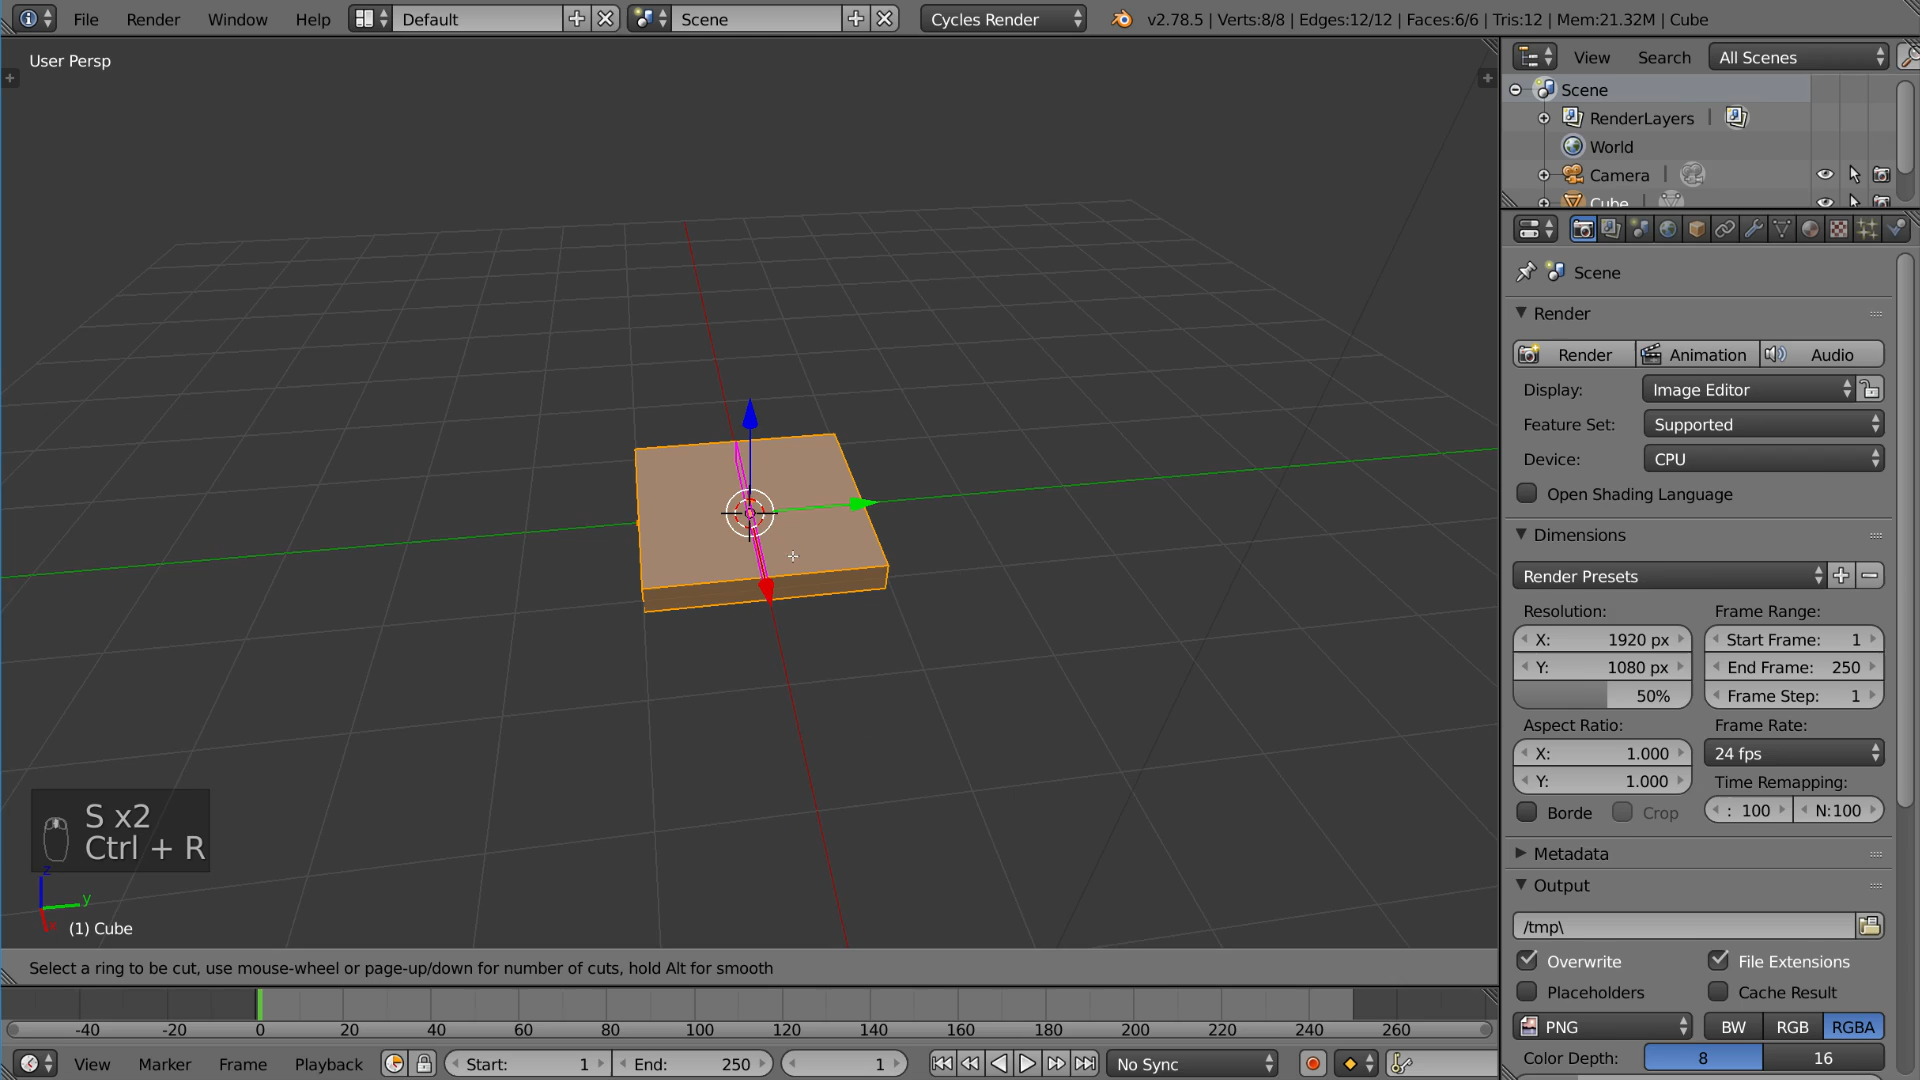 File Render Window Help Default Scene Cycles Render v2.78.5 | Verts:8/8 | Edges:12/12 | Faces:6/6 | Tris:12 | Mem:21.32M | Cube
User Persp
View Search All Scenes
Scene
RenderLayers |
World
Camera |
Cube
Scene
Render
Render Animation Audio
Display: Image Editor
Feature Set: Supported
Device: CPU
Open Shading Language
Dimensions
Render Presets
Resolution: Frame Range:
X: 1920 px Start Frame: 1
Y: 1080 px End Frame: 250
50% Frame Step: 1
Aspect Ratio: Frame Rate:
X: 1.000 24 fps
Y: 1.000 Time Remapping:
Borde Crop : 100 N:100
Metadata
Output
/tmp\
Overwrite File Extensions
Placeholders Cache Result
PNG BW RGB RGBA
Color Depth: 8 16
S x2
Ctrl + R
z
y
x
(1) Cube
Select a ring to be cut, use mouse-wheel or page-up/down for number of cuts, hold Alt for smooth
-40 -20 0 20 40 60 80 100 120 140 160 180 200 220 240 260
View Marker Frame Playback Start: 1 End: 250 1 No Sync